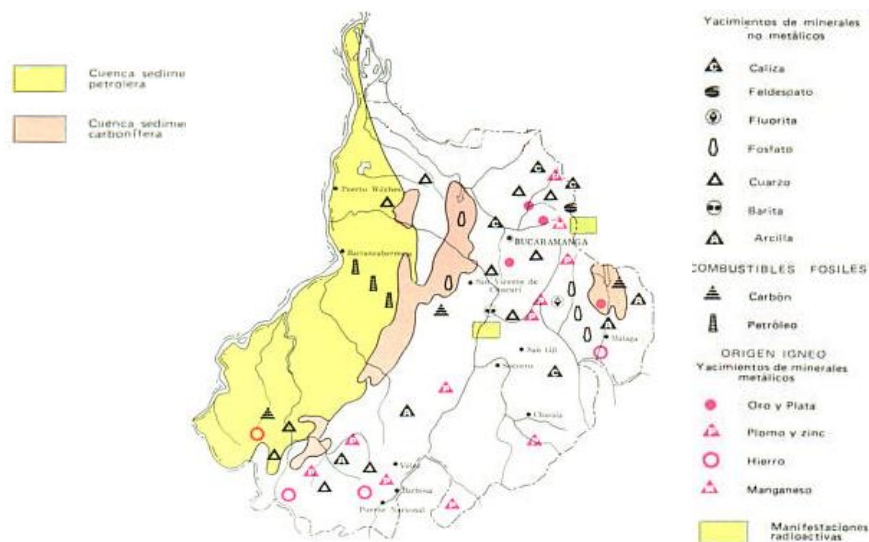 Cuenca sedime
petrolera
Cuenca sedime
carbonífera
Puerto Wilches
Barrancabermeja
BUCARAMANGA
San Vicente de
Chucurí
San Gil
Socorro
Málaga
Charalá
Vélez
Barbosa
Puente Nacional
Yacimientos de minerales
no metálicos
C
Caliza
Feldespato
Fluorita
Fosfato
Cuarzo
Barita
Arcilla
COMBUSTIBLES FOSILES
Carbón
Petróleo
ORIGEN IGNEO
Yacimientos de minerales
metálicos
Oro y Plata
Plomo y zinc
Hierro
Manganeso
Manifestaciones
radioactivas